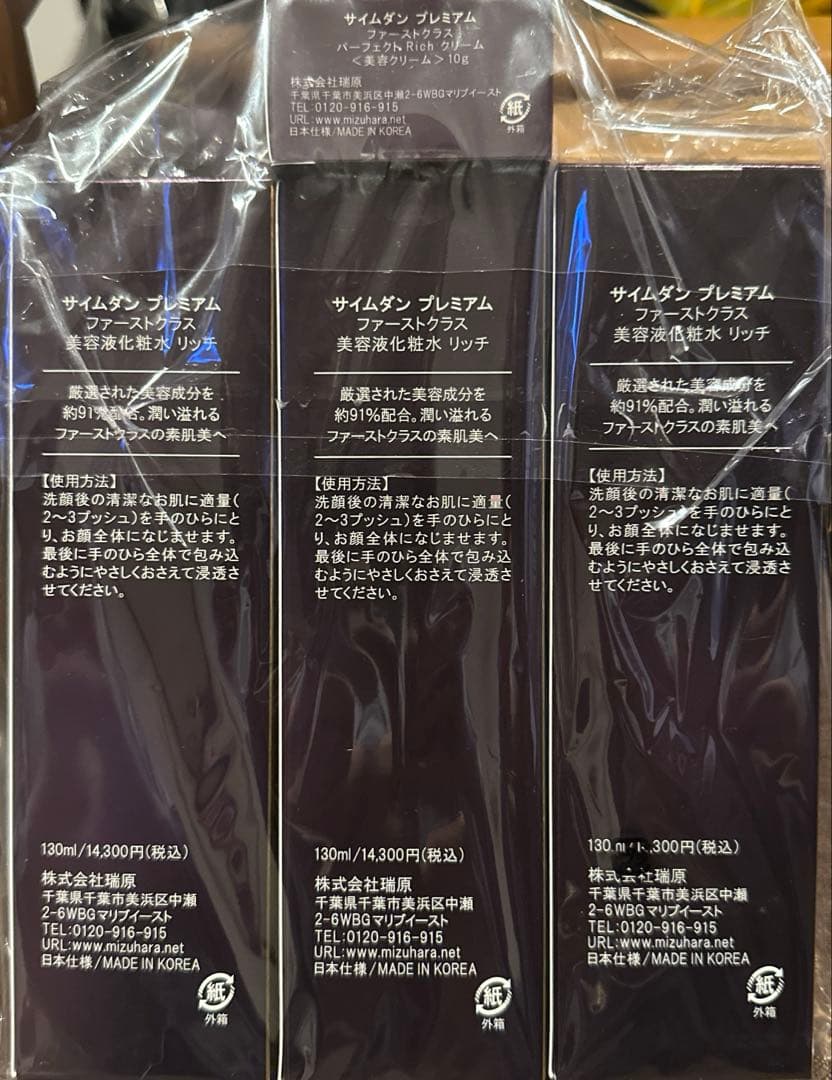 サイムダン プレミアム
ファーストクラス
パーフェクトRich クリーム
＜美容クリーム＞10g
株式会社瑞原
千葉県千葉市美浜区中瀬2-6WBGマリブイースト
TEL:0120-916-915
URL:www.mizuhara.net
日本仕様/MADE IN KOREA
紙
外箱
サイムダン プレミアム
ファーストクラス
美容液化粧水 リッチ
厳選された美容成分を
約91%配合。潤い溢れる
ファーストクラスの素肌美へ
【使用方法】
洗顔後の清潔なお肌に適量(
2〜3プッシュ)を手のひらにと
り、お顔全体になじませます。
最後に手のひら全体で包み込
むようにやさしくおさえて浸透さ
せてください。
130ml/14,300円(税込)
株式会社瑞原
千葉県千葉市美浜区中瀬
2-6WBGマリブイースト
TEL:0120-916-915
URL:www.mizuhara.net
日本仕様/MADE IN KOREA
紙
外箱
サイムダン プレミアム
ファーストクラス
美容液化粧水 リッチ
厳選された美容成分を
約91%配合。潤い溢れる
ファーストクラスの素肌美へ
【使用方法】
洗顔後の清潔なお肌に適量(
2〜3プッシュ)を手のひらにと
り、お顔全体になじませます。
最後に手のひら全体で包み込
むようにやさしくおさえて浸透さ
せてください。
130ml/14,300円(税込)
株式会社瑞原
千葉県千葉市美浜区中瀬
2-6WBGマリブイースト
TEL:0120-916-915
URL:www.mizuhara.net
日本仕様/MADE IN KOREA
紙
外箱
サイムダン プレミアム
ファーストクラス
美容液化粧水 リッチ
厳選された美容成分を
約91%配合。潤い溢れる
ファーストクラスの素肌美へ
【使用方法】
洗顔後の清潔なお肌に適量(
2〜3プッシュ)を手のひらにと
り、お顔全体になじませます。
最後に手のひら全体で包み込
むようにやさしくおさえて浸透さ
せてください。
130 ,300円(税込)
株式会社瑞原
千葉県千葉市美浜区中瀬
2-6WBGマリブイースト
TEL:0120-916-915
URL:www.mizuhara.net
日本仕様/MADE IN KOREA
紙
外箱